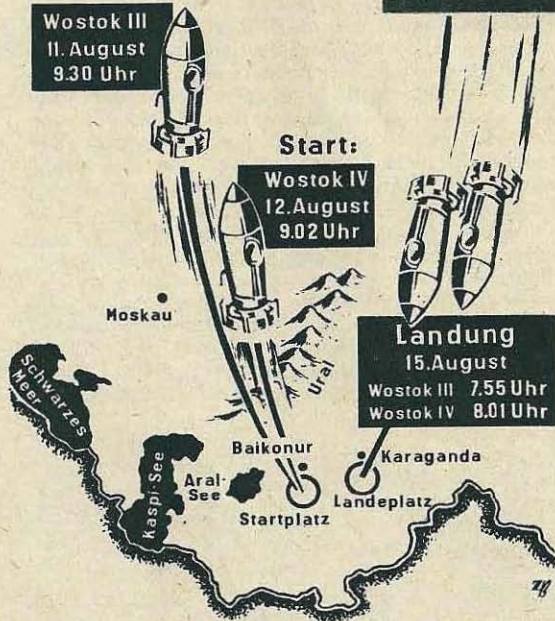 Wostok III
11. August
9.30 Uhr
Start:
Wostok IV
12. August
9.02 Uhr
Moskau
Ural
Landung
15. August
Wostok III 7.55 Uhr
Wostok IV 8.01 Uhr
Schwarzes
Meer
Kaspi-See
Aral-
See
Baikonur
Startplatz
Karaganda
Landeplatz